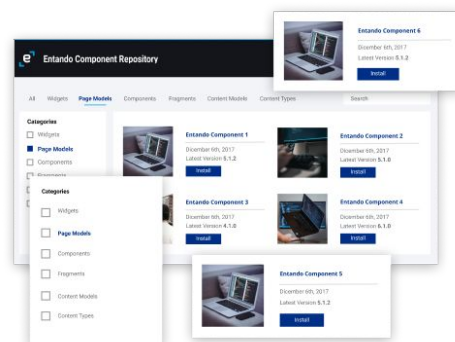 Entando Component 6
Dicember 6th, 2017
Latest Version 5.1.2
Install
e
Entando Component Repository
All Widgets Page Models Components Fragments Content Models Content Types Search
Categories
Widgets
Page Models
Components
Fragments
Entando Component 1
Dicember 6th, 2017
Latest Version 5.1.2
Install
Entando Component 2
Dicember 6th, 2017
Latest Version 5.1.0
Install
Entando Component 3
Dicember 6th, 2017
Latest Version 4.1.0
Install
Entando Component 4
Dicember 6th, 2017
Latest Version 6.1.0
Install
Categories
Widgets
Page Models
Components
Fragments
Content Models
Content Types
Entando Component 5
Dicember 6th, 2017
Latest Version 5.1.2
Install